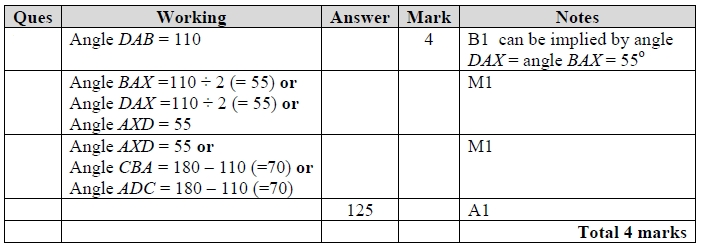 Ques Working Answer Mark Notes
Angle DAB = 110 4 B1 can be implied by angle
DAX = angle BAX = 55°
Angle BAX =110 ÷ 2 (= 55) or M1
Angle DAX =110 ÷ 2 (= 55) or
Angle AXD = 55
Angle AXD = 55 or M1
Angle CBA = 180 – 110 (=70) or
Angle ADC = 180 – 110 (=70)
125 A1
Total 4 marks